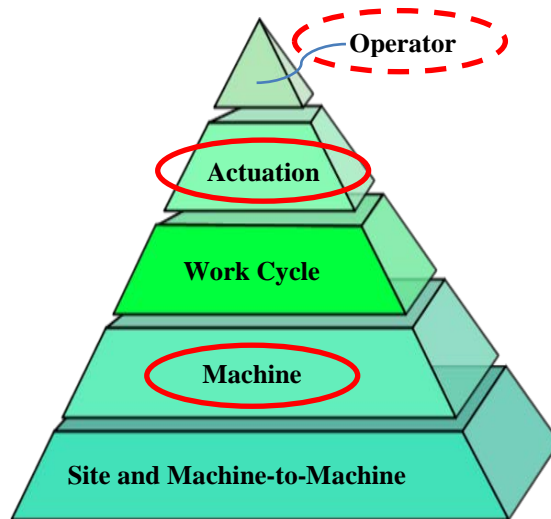 Operator
Actuation
Work Cycle
Machine
Site and Machine-to-Machine